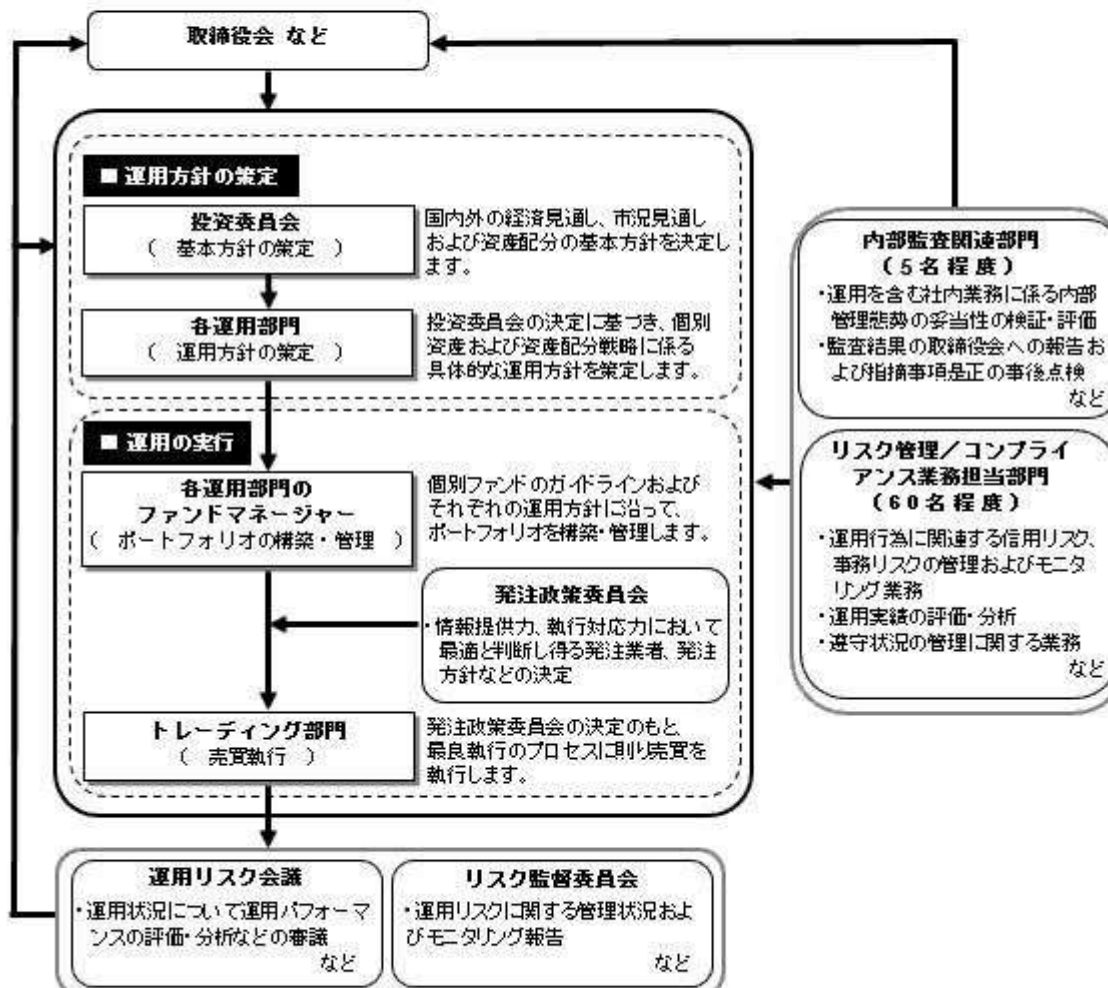 取締役会 など
■ 運用方針の策定
投資委員会
( 基本方針の策定 )
国内外の経済見通し、市況見通し
および資産配分の基本方針を決定し
ます。
各運用部門
( 運用方針の策定 )
投資委員会の決定に基づき、個別
資産および資産配分戦略に係る
具体的な運用方針を策定します。
■ 運用の実行
各運用部門の
ファンドマネージャー
( ポートフォリオの構築・管理 )
個別ファンドのガイドラインおよび
それぞれの運用方針に沿って、
ポートフォリオを構築・管理します。
発注政策委員会
・情報提供力、執行対応力において
最適と判断し得る発注業者、発注
方針などの決定
トレーディング部門
( 売買執行 )
発注政策委員会の決定のもと、
最良執行のプロセスに則り売買を
執行します。
内部監査関連部門
(5名程度)
・運用を含む社内業務に係る内部
管理態勢の妥当性の検証・評価
・監査結果の取締役会への報告お
よび指摘事項是正の事後点検
など
リスク管理/コンプライ
アンス業務担当部門
(60名程度)
・運用行為に関連する信用リスク、
事務リスクの管理およびモニタ
リング業務
・運用実績の評価・分析
・遵守状況の管理に関する業務
など
運用リスク会議
・運用状況について運用パフォーマ
ンスの評価・分析などの審議
など
リスク監督委員会
・運用リスクに関する管理状況およ
びモニタリング報告
など